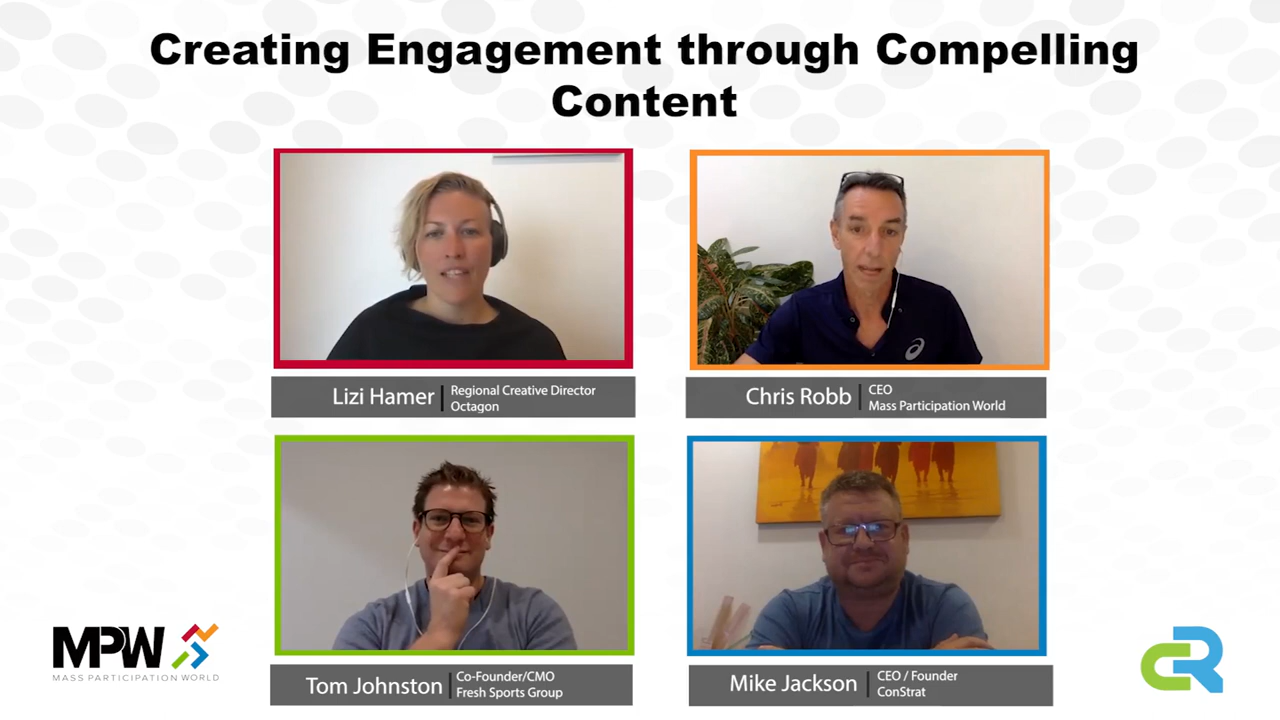 Creating Engagement through Compelling
Content
Lizi Hamer
Regional Creative Director
Octagon
Chris Robb
CEO
Mass Participation World
Tom Johnston
Co-Founder/CMO
Fresh Sports Group
Mike Jackson
CEO / Founder
ConStrat
MPW
MASS PARTICIPATION WORLD
CR